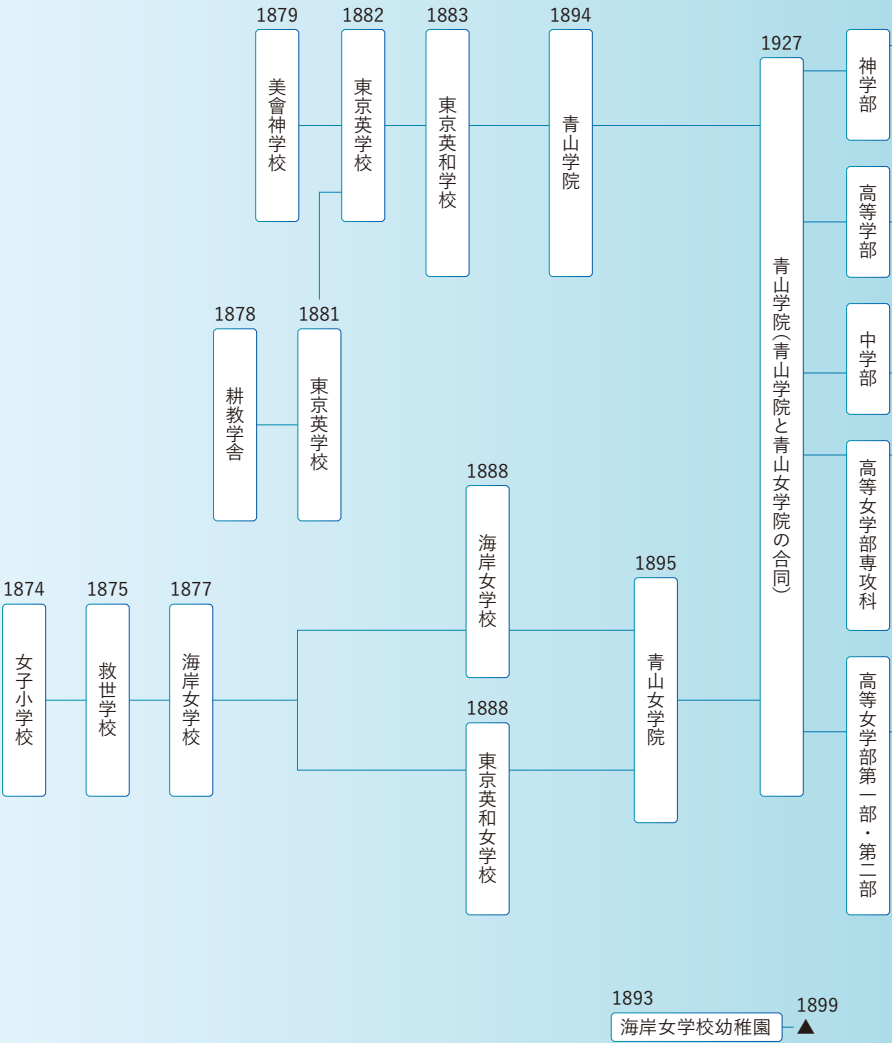 1879
美會神学校
1882
東京英学校
1883
東京英和学校
1894
青山学院
1878
耕教学舎
1881
東京英学校
1874
女子小学校
1875
救世学校
1877
海岸女学校
1888
海岸女学校
1888
東京英和女学校
1895
青山女学院
1927
青山学院(青山学院と青山女学院の合同)
神学部
高等学部
中学部
高等女学部専攻科
高等女学部第一部・第二部
1893
海岸女学校幼稚園
1899
▲